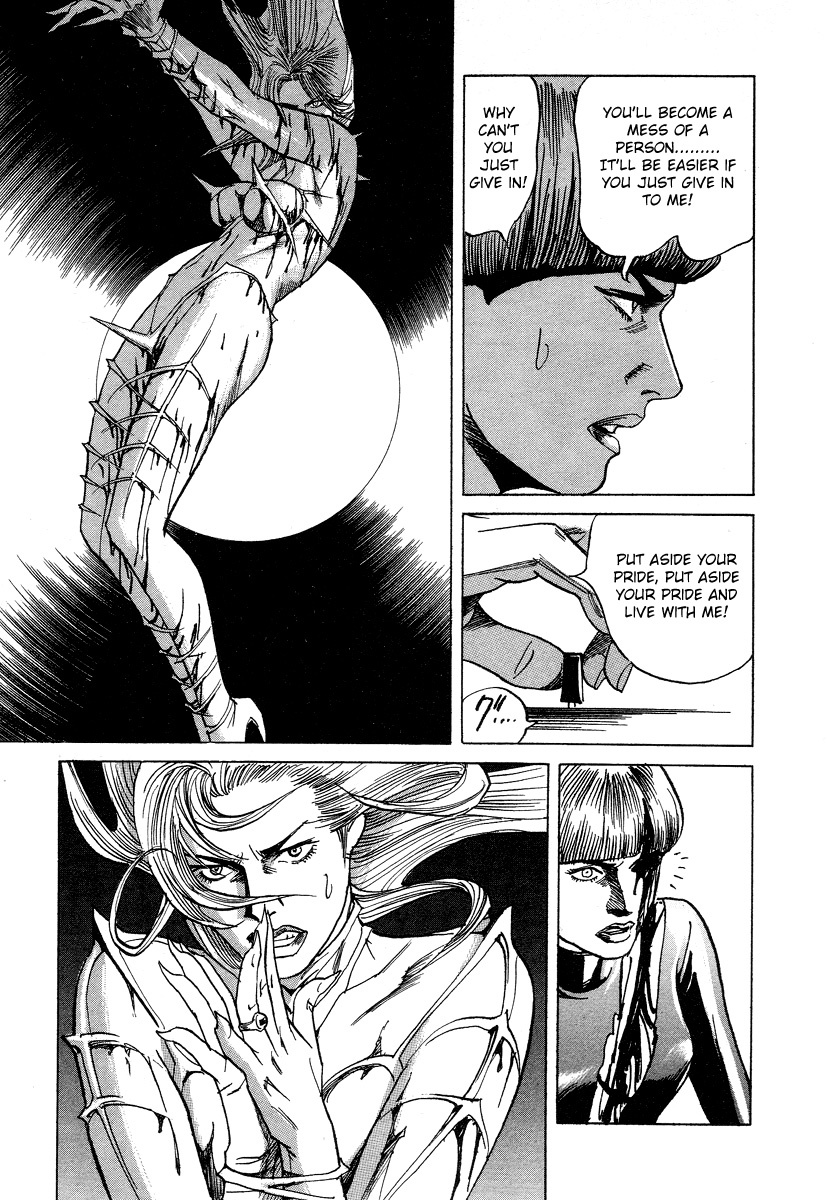 YOU'LL BECOME A
MESS OF A
PERSON.........
IT'LL BE EASIER IF
YOU JUST GIVE IN
TO ME!
WHY
CAN'T
YOU
JUST
GIVE IN!
PUT ASIDE YOUR
PRIDE, PUT ASIDE
YOUR PRIDE AND
LIVE WITH ME!
グ....